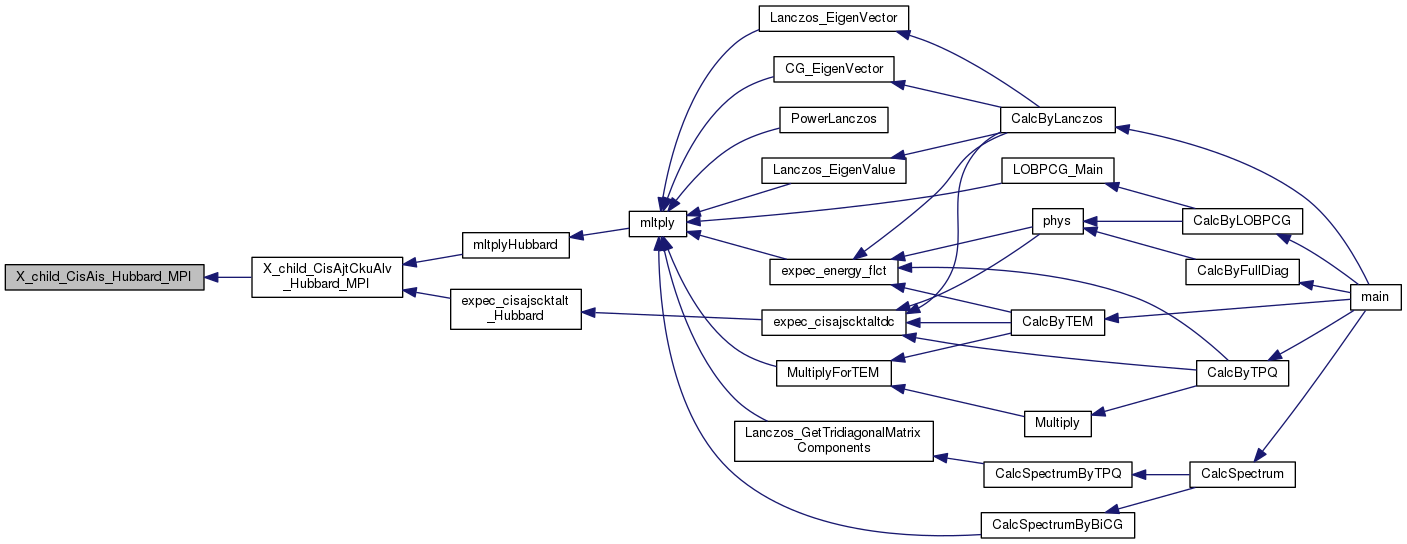 X_child_CisAis_Hubbard_MPI
X_child_CisAjtCkuAlv
_Hubbard_MPI
mltplyHubbard
expec_cisajscktalt
_Hubbard
mltply
Lanczos_EigenVector
CG_EigenVector
PowerLanczos
Lanczos_EigenValue
expec_energy_flct
expec_cisajscktaltdc
MultiplyForTEM
Lanczos_GetTridiagonalMatrix
Components
CalcByLanczos
LOBPCG_Main
phys
CalcByTEM
Multiply
CalcSpectrumByTPQ
CalcSpectrumByBiCG
CalcByLOBPCG
CalcByFullDiag
CalcByTPQ
CalcSpectrum
main